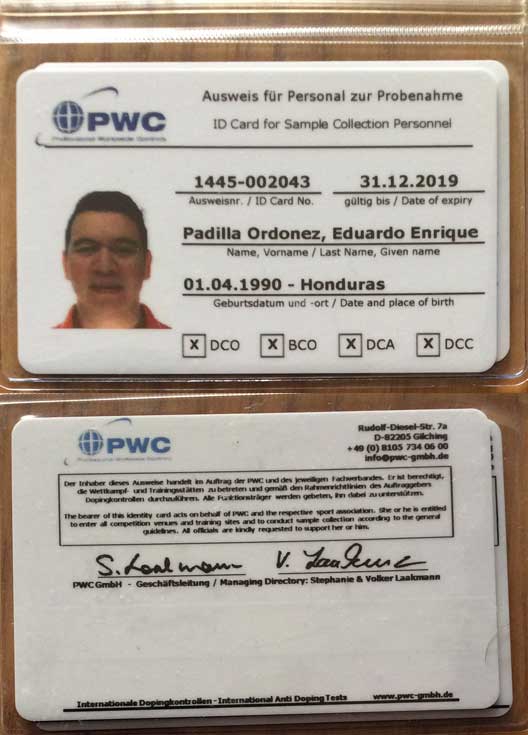 PWC
Professional Worldwide Controls
Ausweis für Personal zur Probenahme
ID Card for Sample Collection Personnel
1445-002043 31.12.2019
Ausweisnr. / ID Card No. gültig bis / Date of expiry
Padilla Ordonez, Eduardo Enrique
Name, Vorname / Last Name, Given name
01.04.1990 - Honduras
Geburtsdatum und -ort / Date and place of birth
X DCO X BCO X DCA X DCC
PWC
Professional Worldwide Controls
Rudolf-Diesel-Str. 7a
D-82205 Gilching
+49 (0) 8105 734 06 00
info@pwc-gmbh.de
Der Inhaber dieses Ausweise handelt im Auftrag der PWC und des jeweiligen Fachverbandes. Er ist berechtigt,
die Wettkampf- und Trainingsstätten zu betreten und gemäß den Rahmenrichtlinien des Auftraggebers
Dopingkontrollen durchzuführen. Alle Funktionsträger werden gebeten, ihn dabei zu unterstützen.
The bearer of this identity card acts on behalf of PWC and the respective sport association. She or he is entitled
to enter all competition venues and training sites and to conduct sample collection according to the general
guidelines. All officials are kindly requested to support her or him.
S. Laakmann V. Laakmann
PWC GmbH - Geschäftsleitung / Managing Directory: Stephanie & Volker Laakmann
Internationale Dopingkontrollen - International Anti Doping Tests www.pwc-gmbh.de